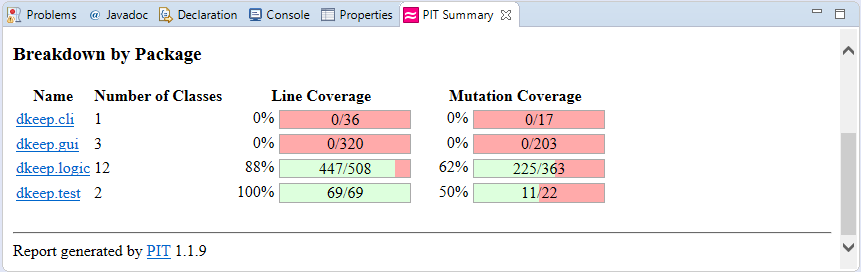 Problems @ Javadoc Declaration Console Properties PIT Summary
Breakdown by Package
Name Number of Classes Line Coverage Mutation Coverage
dkeep.cli 1 0% 0/36 0% 0/17
dkeep.gui 3 0% 0/320 0% 0/203
dkeep.logic 12 88% 447/508 62% 225/363
dkeep.test 2 100% 69/69 50% 11/22
Report generated by PIT 1.1.9